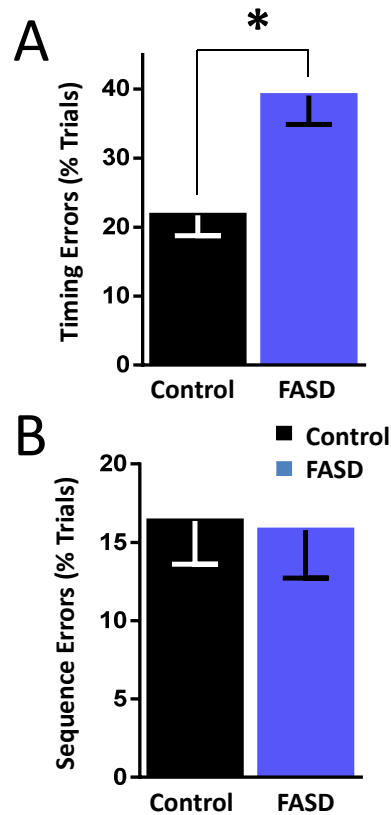 A
*
Timing Errors (% Trials)
40
30
20
10
0
Control FASD
B
Control
FASD
Sequence Errors (% Trials)
20
15
10
5
0
Control FASD